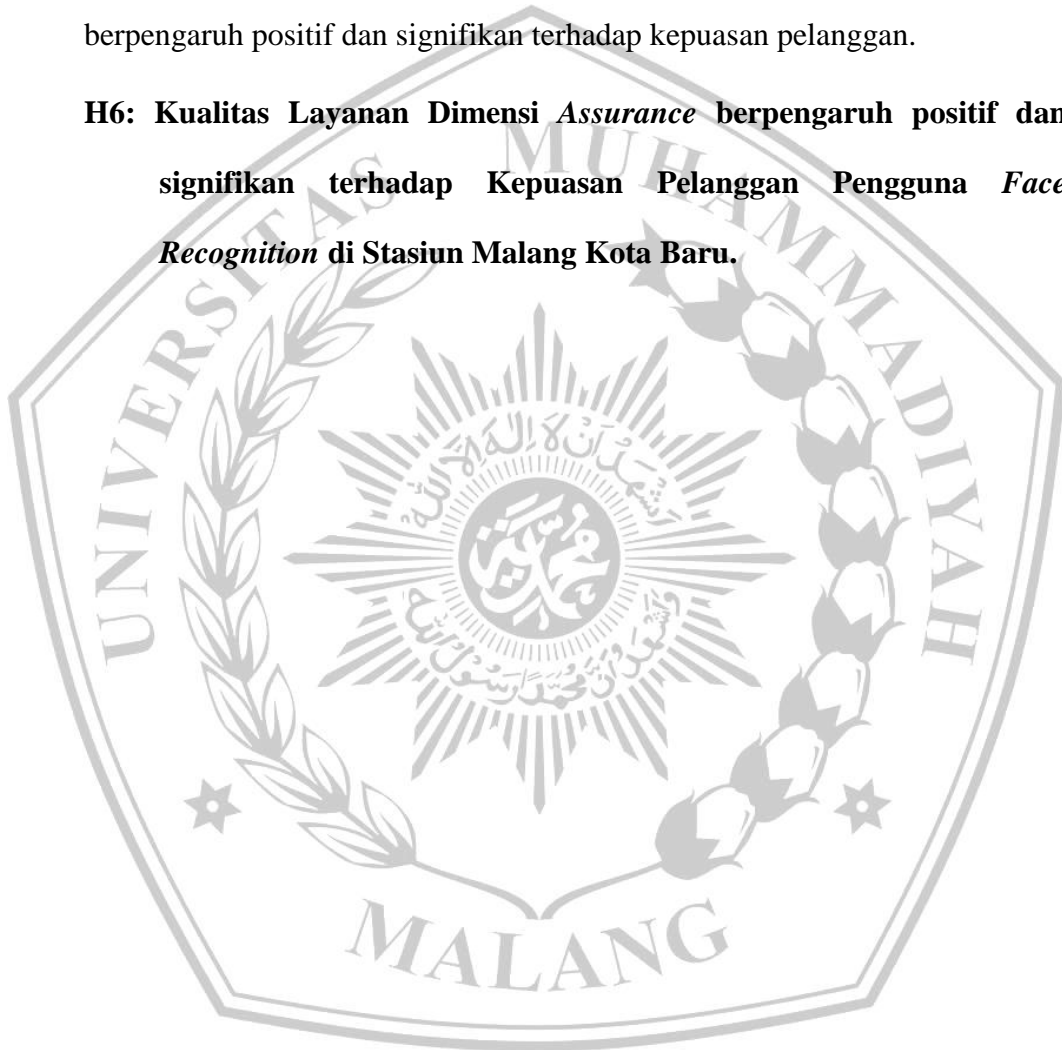 berpengaruh positif dan signifikan terhadap kepuasan pelanggan.
H6: Kualitas Layanan Dimensi Assurance berpengaruh positif dan
signifikan terhadap Kepuasan Pelanggan Pengguna Face
Recognition di Stasiun Malang Kota Baru.
UNIVERSITAS MUHAMMADIYAH
MALANG